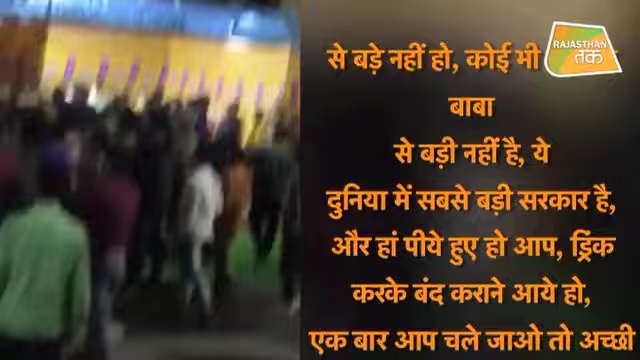 से बड़े नहीं हो, कोई भी
RAJASTHAN
तक
बाबा
से बड़ी नहीं है, ये
दुनिया में सबसे बड़ी सरकार है,
और हां पीये हुए हो आप, ड्रिंक
करके बंद कराने आये हो,
एक बार आप चले जाओ तो अच्छी